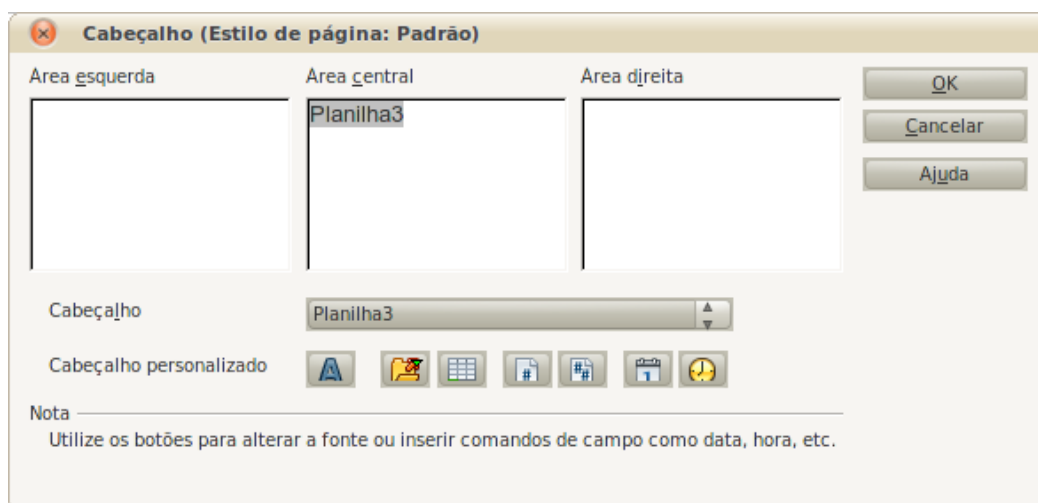 Cabeçalho (Estilo de página: Padrão)
Área esquerda
Área central
Área direita
OK
Planilha3
Cancelar
Ajuda
Cabeçalho
Planilha3
Cabeçalho personalizado
A # # # 1
Nota
Utilize os botões para alterar a fonte ou inserir comandos de campo como data, hora, etc.